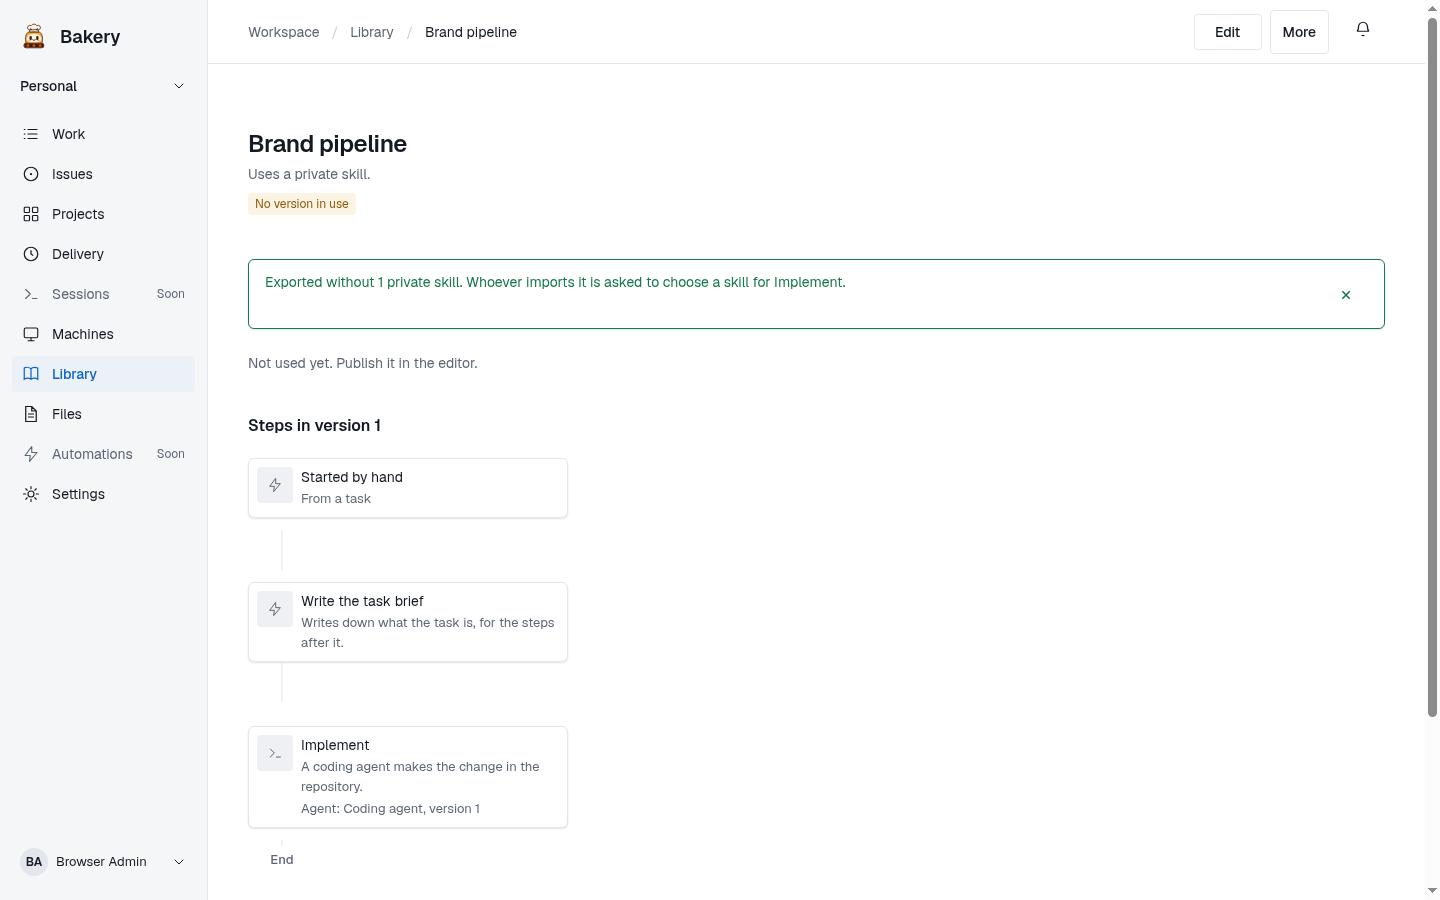 Bakery
Personal
Work
Issues
Projects
Delivery
Sessions Soon
Machines
Library
Files
Automations Soon
Settings
BA Browser Admin
Workspace / Library / Brand pipeline
Edit
More
Brand pipeline
Uses a private skill.
No version in use
Exported without 1 private skill. Whoever imports it is asked to choose a skill for Implement.
Not used yet. Publish it in the editor.
Steps in version 1
Started by hand
From a task
Write the task brief
Writes down what the task is, for the steps
after it.
Implement
A coding agent makes the change in the
repository.
Agent: Coding agent, version 1
End